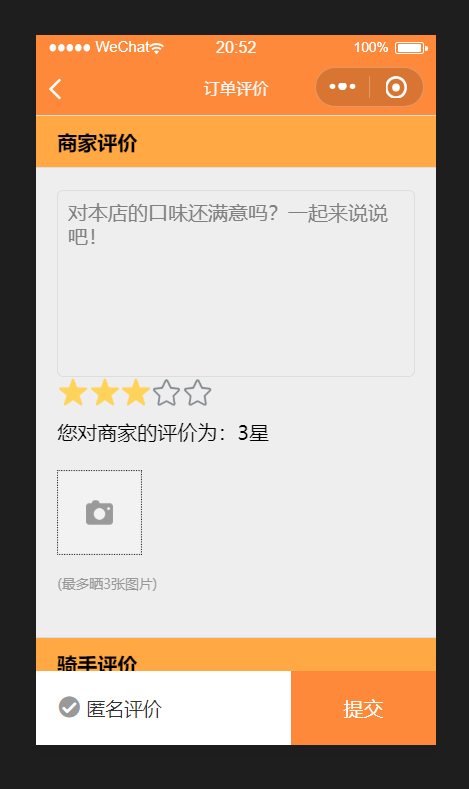 WeChat 20:52 100%
订单评价
商家评价
对本店的口味还满意吗？一起来说说
吧！
您对商家的评价为：3星
(最多晒3张图片)
骑手评价
匿名评价 提交